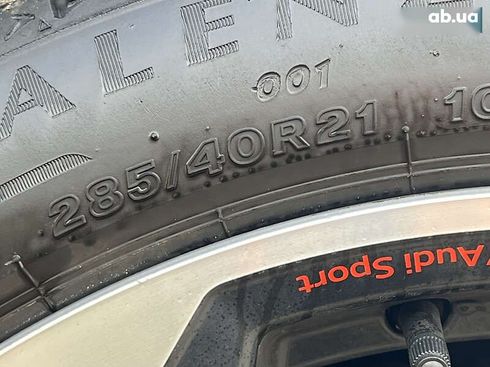 ab.ua
ALEN
001
285/40R21 10
Audi Sport